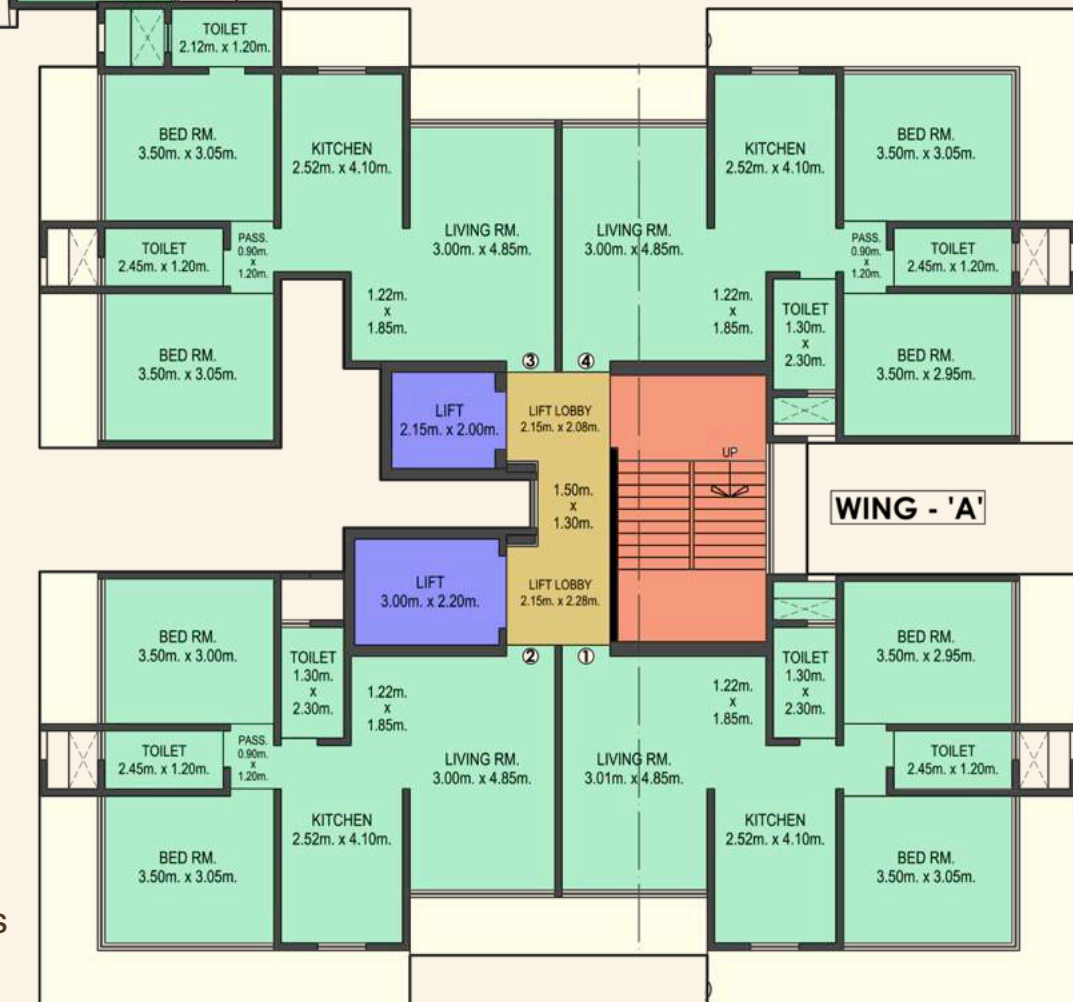 TOILET
2.12m. x 1.20m.
BED RM.
3.50m. x 3.05m.
KITCHEN
2.52m. x 4.10m.
LIVING RM.
3.00m. x 4.85m.
LIVING RM.
3.00m. x 4.85m.
KITCHEN
2.52m. x 4.10m.
BED RM.
3.50m. x 3.05m.
TOILET
2.45m. x 1.20m.
PASS.
0.90m.
x
1.20m.
PASS.
0.90m.
x
1.20m.
TOILET
2.45m. x 1.20m.
BED RM.
3.50m. x 3.05m.
1.22m.
x
1.85m.
1.22m.
x
1.85m.
TOILET
1.30m.
x
2.30m.
BED RM.
3.50m. x 2.95m.
3
4
LIFT
2.15m. x 2.00m.
LIFT LOBBY
2.15m. x 2.08m.
UP
1.50m.
x
1.30m.
WING - 'A'
LIFT
3.00m. x 2.20m.
LIFT LOBBY
2.15m. x 2.28m.
2
1
BED RM.
3.50m. x 3.00m.
TOILET
1.30m.
x
2.30m.
1.22m.
x
1.85m.
1.22m.
x
1.85m.
TOILET
1.30m.
x
2.30m.
BED RM.
3.50m. x 2.95m.
TOILET
2.45m. x 1.20m.
PASS.
0.90m.
x
1.20m.
LIVING RM.
3.00m. x 4.85m.
LIVING RM.
3.01m. x 4.85m.
TOILET
2.45m. x 1.20m.
BED RM.
3.50m. x 3.05m.
KITCHEN
2.52m. x 4.10m.
KITCHEN
2.52m. x 4.10m.
BED RM.
3.50m. x 3.05m.
S